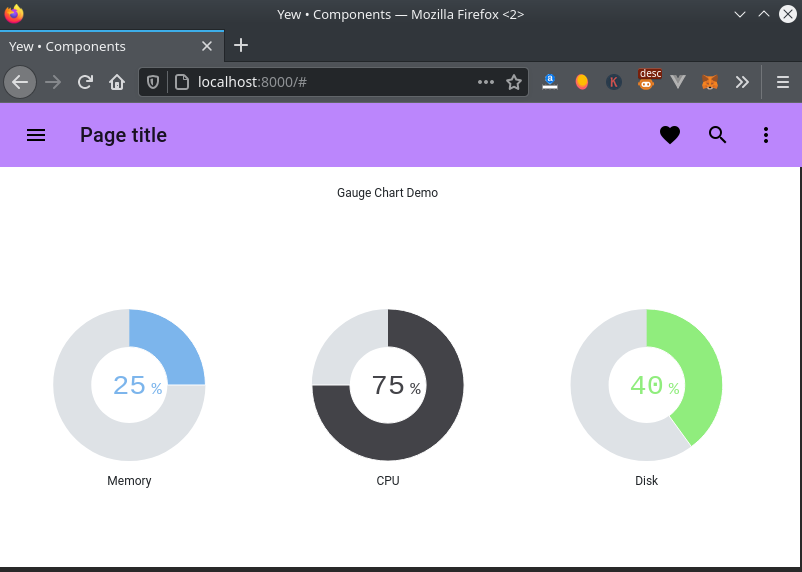 Yew • Components — Mozilla Firefox <2>
Yew • Components
localhost:8000/#
a
K
desc
Page title
Gauge Chart Demo
25 %
75 %
40 %
Memory
CPU
Disk